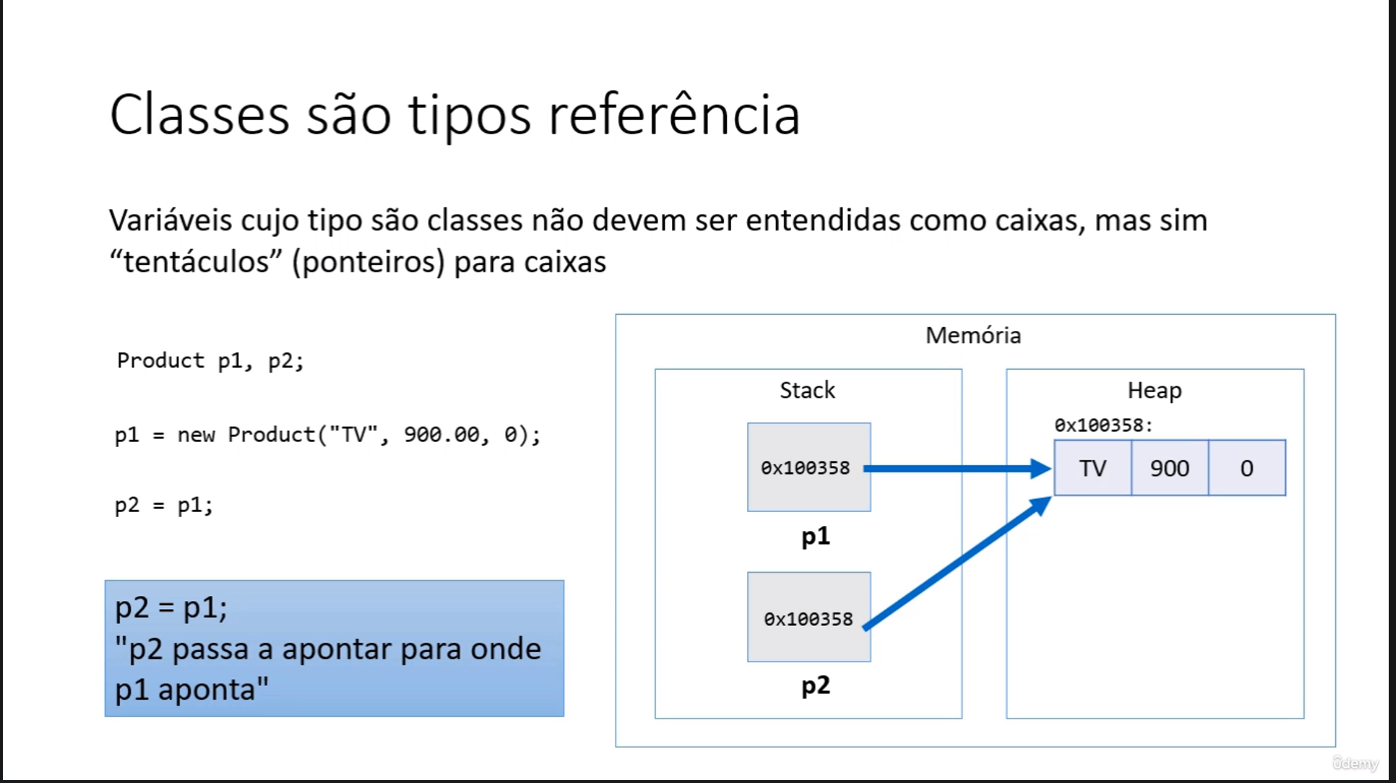 Classes são tipos referência
Variáveis cujo tipo são classes não devem ser entendidas como caixas, mas sim
“tentáculos” (ponteiros) para caixas
Product p1, p2;
p1 = new Product("TV", 900.00, 0);
p2 = p1;
p2 = p1;
"p2 passa a apontar para onde
p1 aponta"
Memória
Stack
0x100358
p1
0x100358
p2
Heap
0x100358:
TV 900 0
ûdemy